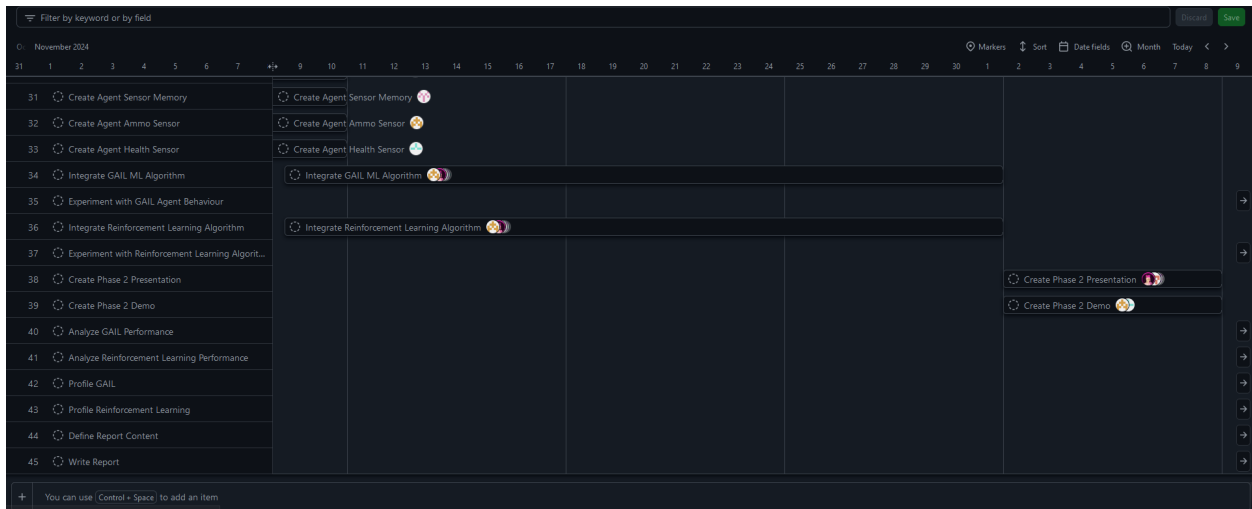 Filter by keyword or by field
Discard Save
November 2024
Markers Sort Date fields Month Today
31 1 2 3 4 5 6 7 9 10 11 12 13 14 15 16 17 18 19 20 21 22 23 24 25 26 27 28 29 30 1 2 3 4 5 6 7 8 9
31 Create Agent Sensor Memory Create Agent Sensor Memory
32 Create Agent Ammo Sensor Create Agent Ammo Sensor
33 Create Agent Health Sensor Create Agent Health Sensor
34 Integrate GAIL ML Algorithm Integrate GAIL ML Algorithm
35 Experiment with GAIL Agent Behaviour
36 Integrate Reinforcement Learning Algorithm Integrate Reinforcement Learning Algorithm
37 Experiment with Reinforcement Learning Algorit...
38 Create Phase 2 Presentation Create Phase 2 Presentation
39 Create Phase 2 Demo Create Phase 2 Demo
40 Analyze GAIL Performance
41 Analyze Reinforcement Learning Performance
42 Profile GAIL
43 Profile Reinforcement Learning
44 Define Report Content
45 Write Report
You can use Control + Space to add an item